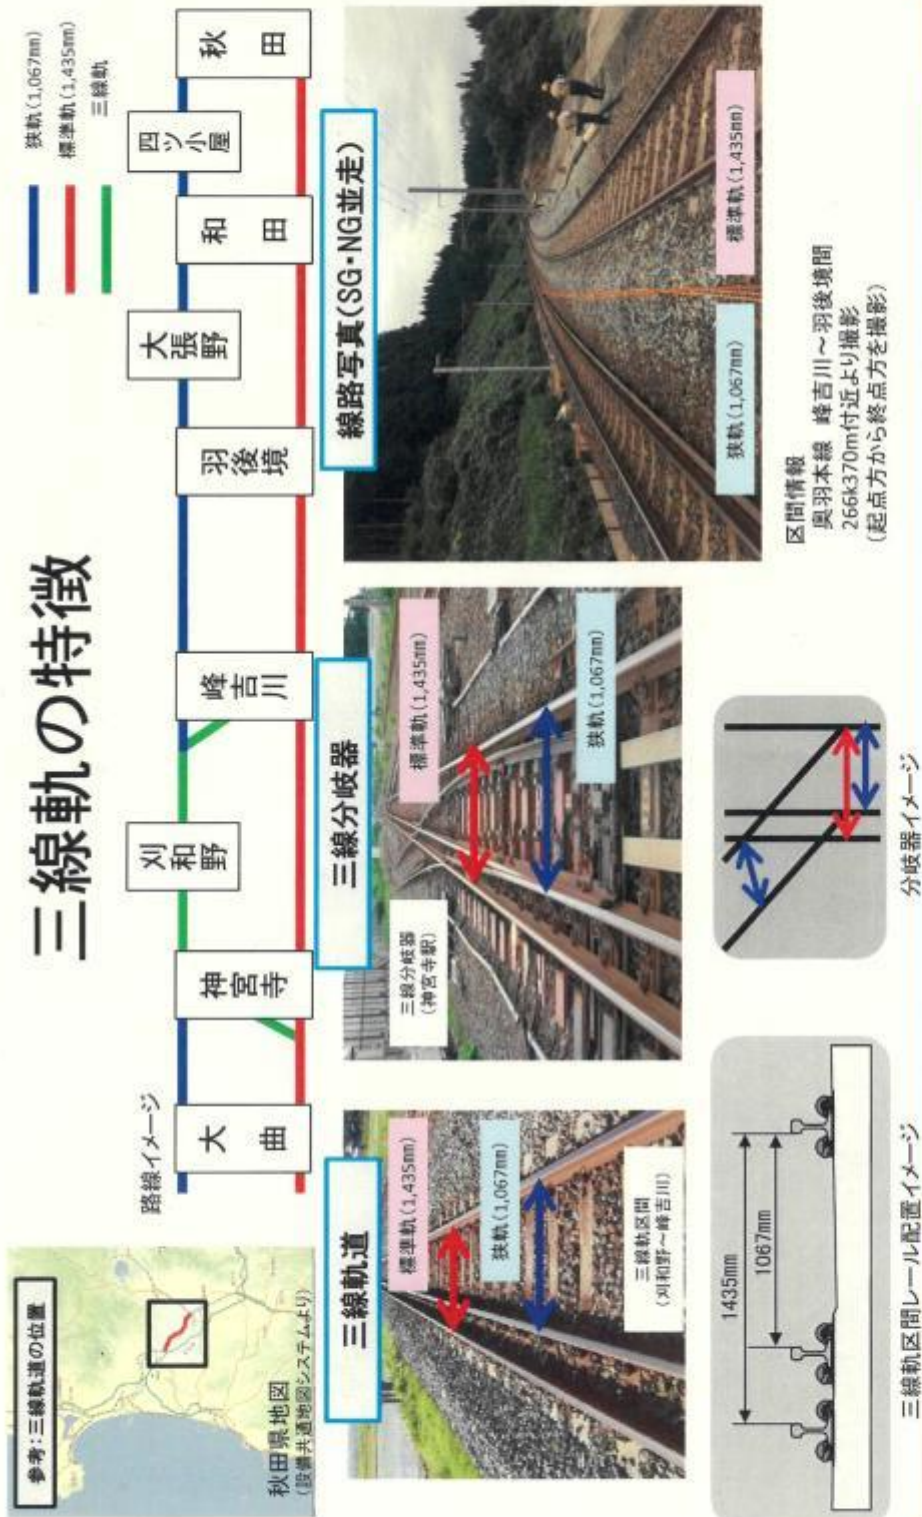 三線軌の特徴
参考:三線軌道の位置
秋田県地図
(設備共通地図システムより)
路線イメージ
狭軌(1,067mm)
標準軌(1,435mm)
三線軌
大曲
神宮寺
刈和野
峰吉川
羽後境
大張野
和田
四ツ小屋
秋田
三線軌道
標準軌(1,435mm)
狭軌(1,067mm)
三線軌区間
(刈和野～峰吉川)
1435mm
1067mm
三線軌区間レール配置イメージ
三線分岐器
三線分岐器
(神宮寺駅)
標準軌(1,435mm)
狭軌(1,067mm)
分岐器イメージ
線路写真(SG・NG並走)
狭軌(1,067mm)
標準軌(1,435mm)
区間情報
奥羽本線 峰吉川～羽後境間
266k370m付近より撮影
(起点方から終点方を撮影)